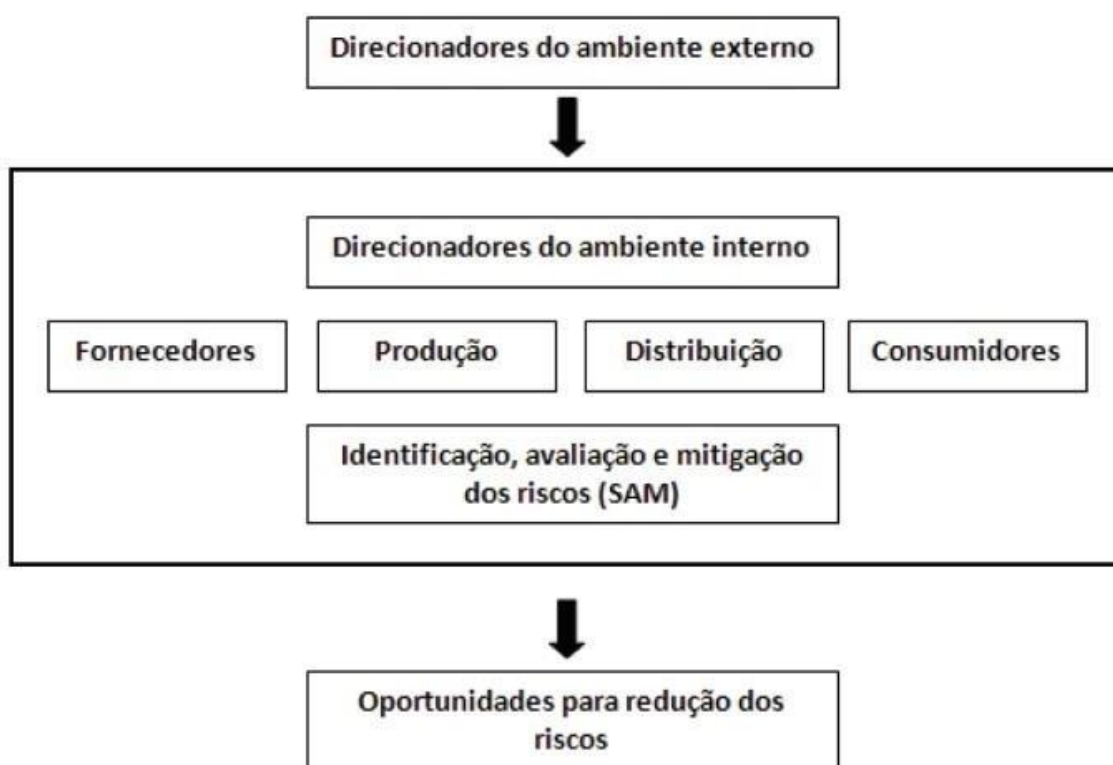 Direcionadores do ambiente externo
Direcionadores do ambiente interno
Fornecedores
Produção
Distribuição
Consumidores
Identificação, avaliação e mitigação
dos riscos (SAM)
Oportunidades para redução dos
riscos